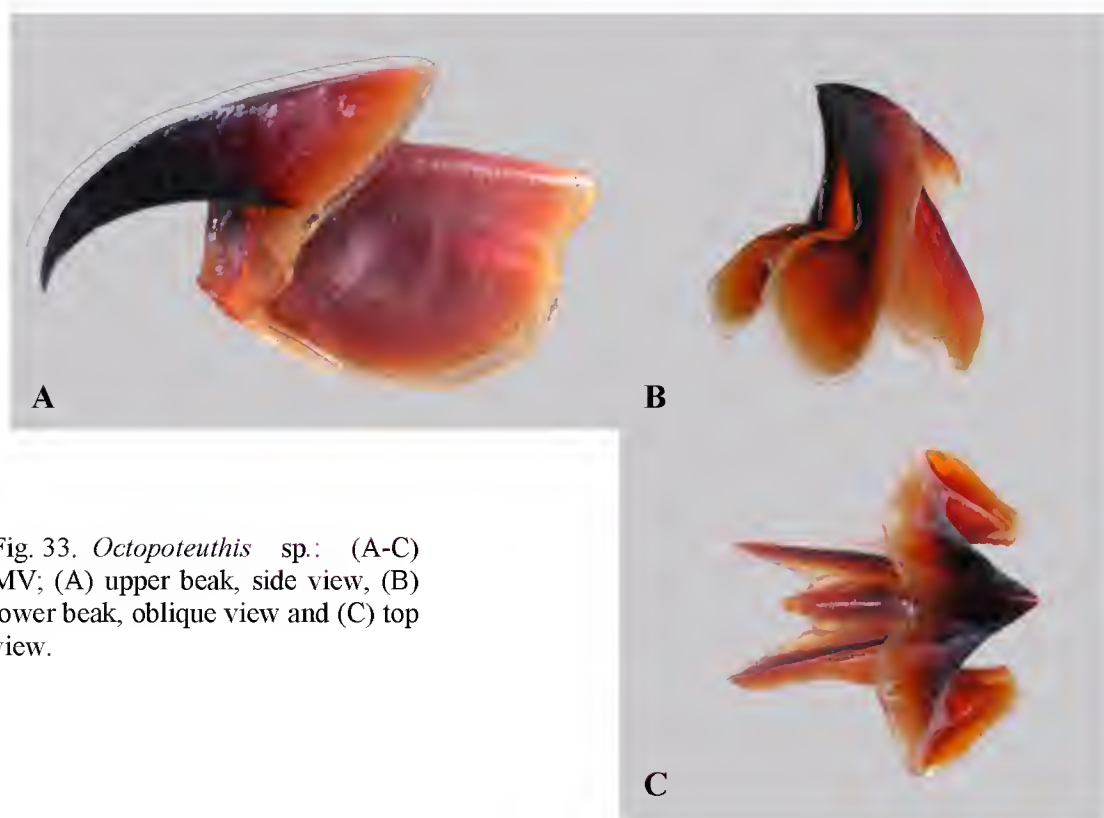 A
B
Fig. 33. Octopoteuthis sp.: (A-C)
MV; (A) upper beak, side view, (B)
lower beak, oblique view and (C) top
view.
C